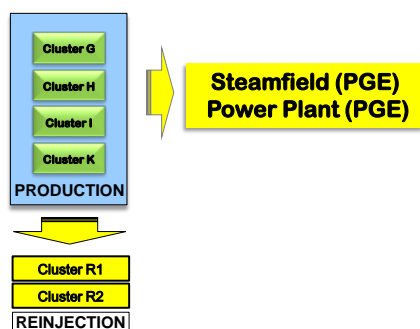 Cluster G
Cluster H
Cluster I
Cluster K
PRODUCTION
Steamfield (PGE)
Power Plant (PGE)
Cluster R1
Cluster R2
REINJECTION